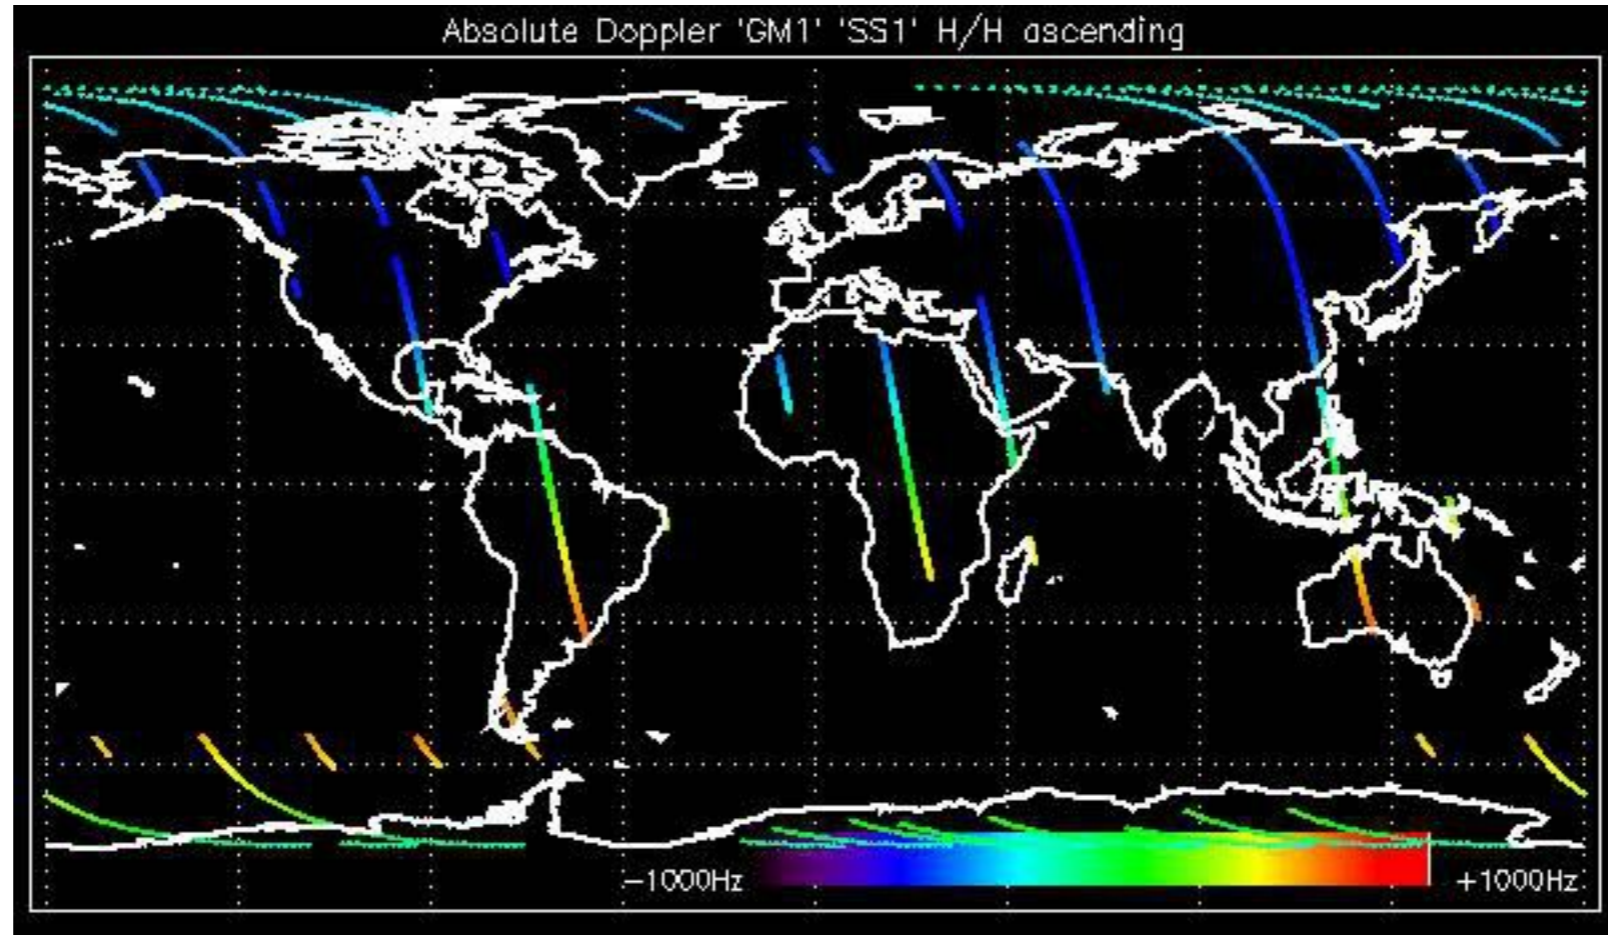 Absolute Doppler 'GM1' 'SS1' H/H ascending
−1000Hz
+1000Hz